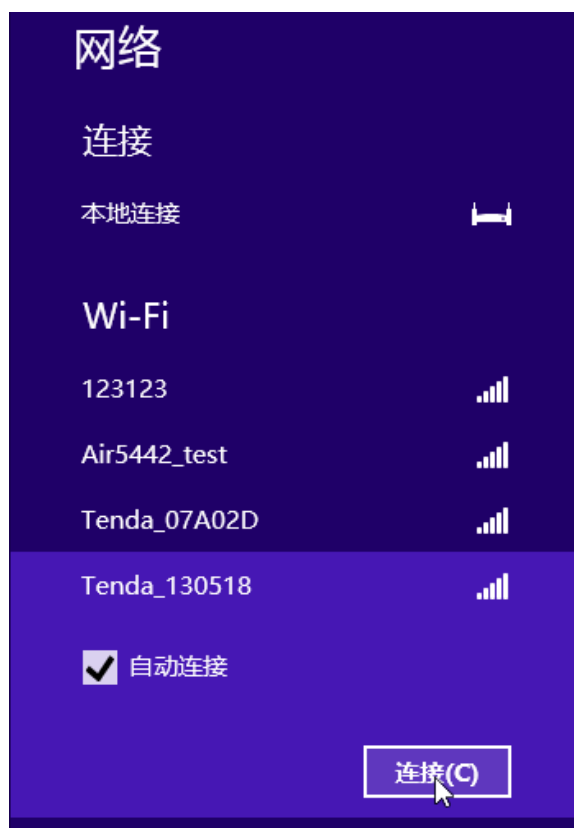 网络
连接
本地连接
Wi-Fi
123123
Air5442_test
Tenda_07A02D
Tenda_130518
自动连接
连接(C)